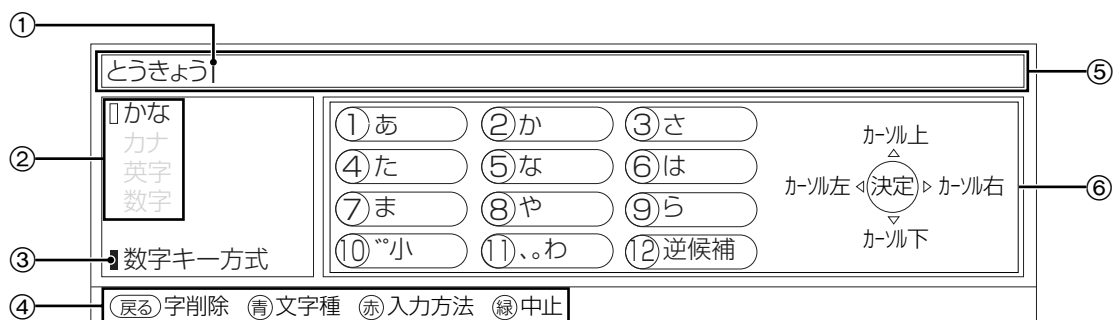 ①
とうきょう
⑤
②
かな
カナ
英字
数字
③
数字キー方式
①あ ②か ③さ
④た ⑤な ⑥は
⑦ま ⑧や ⑨ら
⑩゛゜小 ⑪、。わ ⑫逆候補
カーソル上
カーソル左 ◁ 決定 ▷ カーソル右
カーソル下
⑥
④
戻る 字削除 青 文字種 赤 入力方法 緑 中止